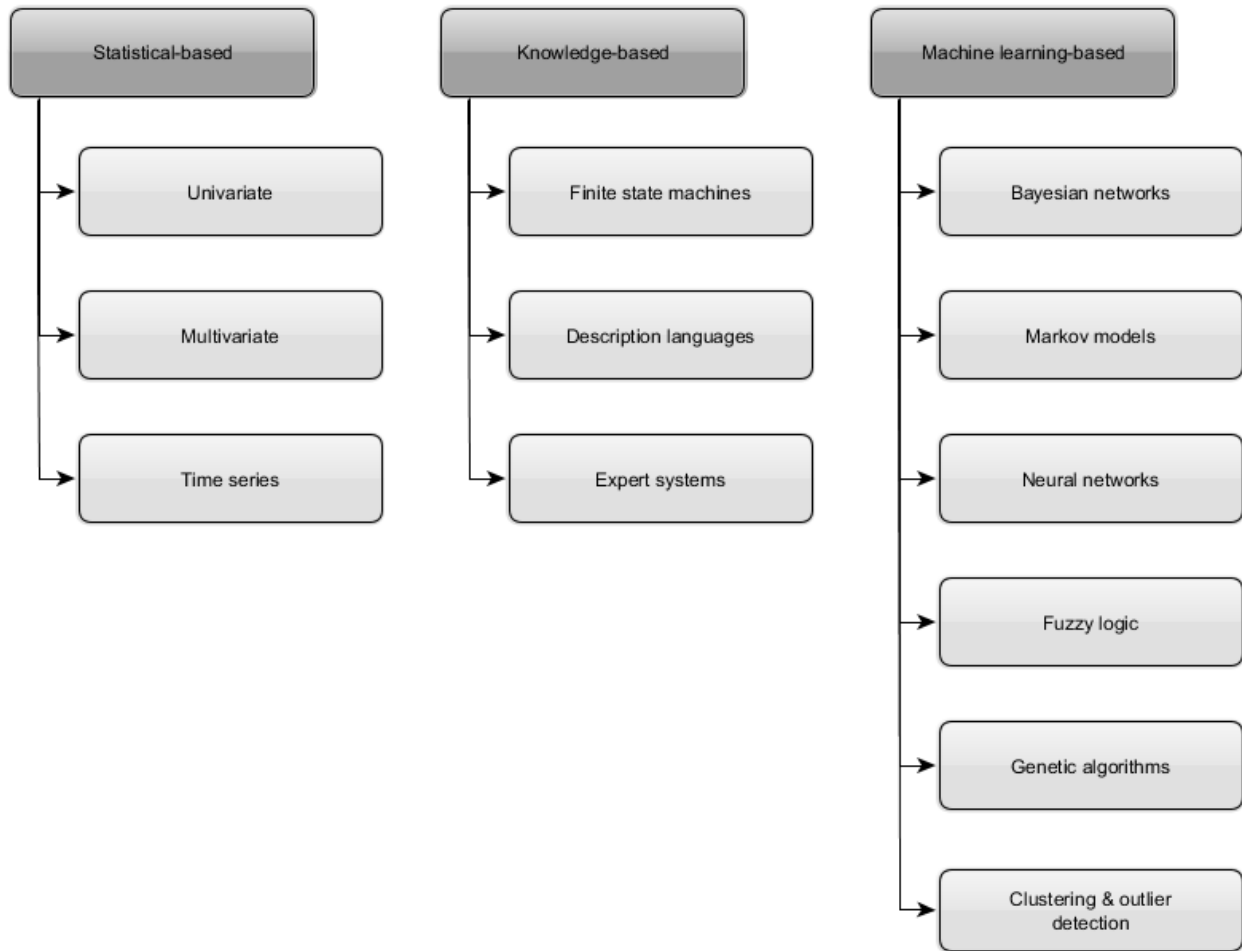 Statistical-based
Univariate
Multivariate
Time series
Knowledge-based
Finite state machines
Description languages
Expert systems
Machine learning-based
Bayesian networks
Markov models
Neural networks
Fuzzy logic
Genetic algorithms
Clustering & outlier
detection